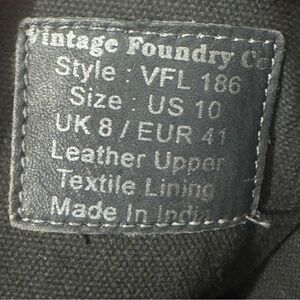 Vintage Foundry Co
Style : VFL 186
Size : US 10
UK 8 / EUR 41
Leather Upper
Textile Lining
Made In India